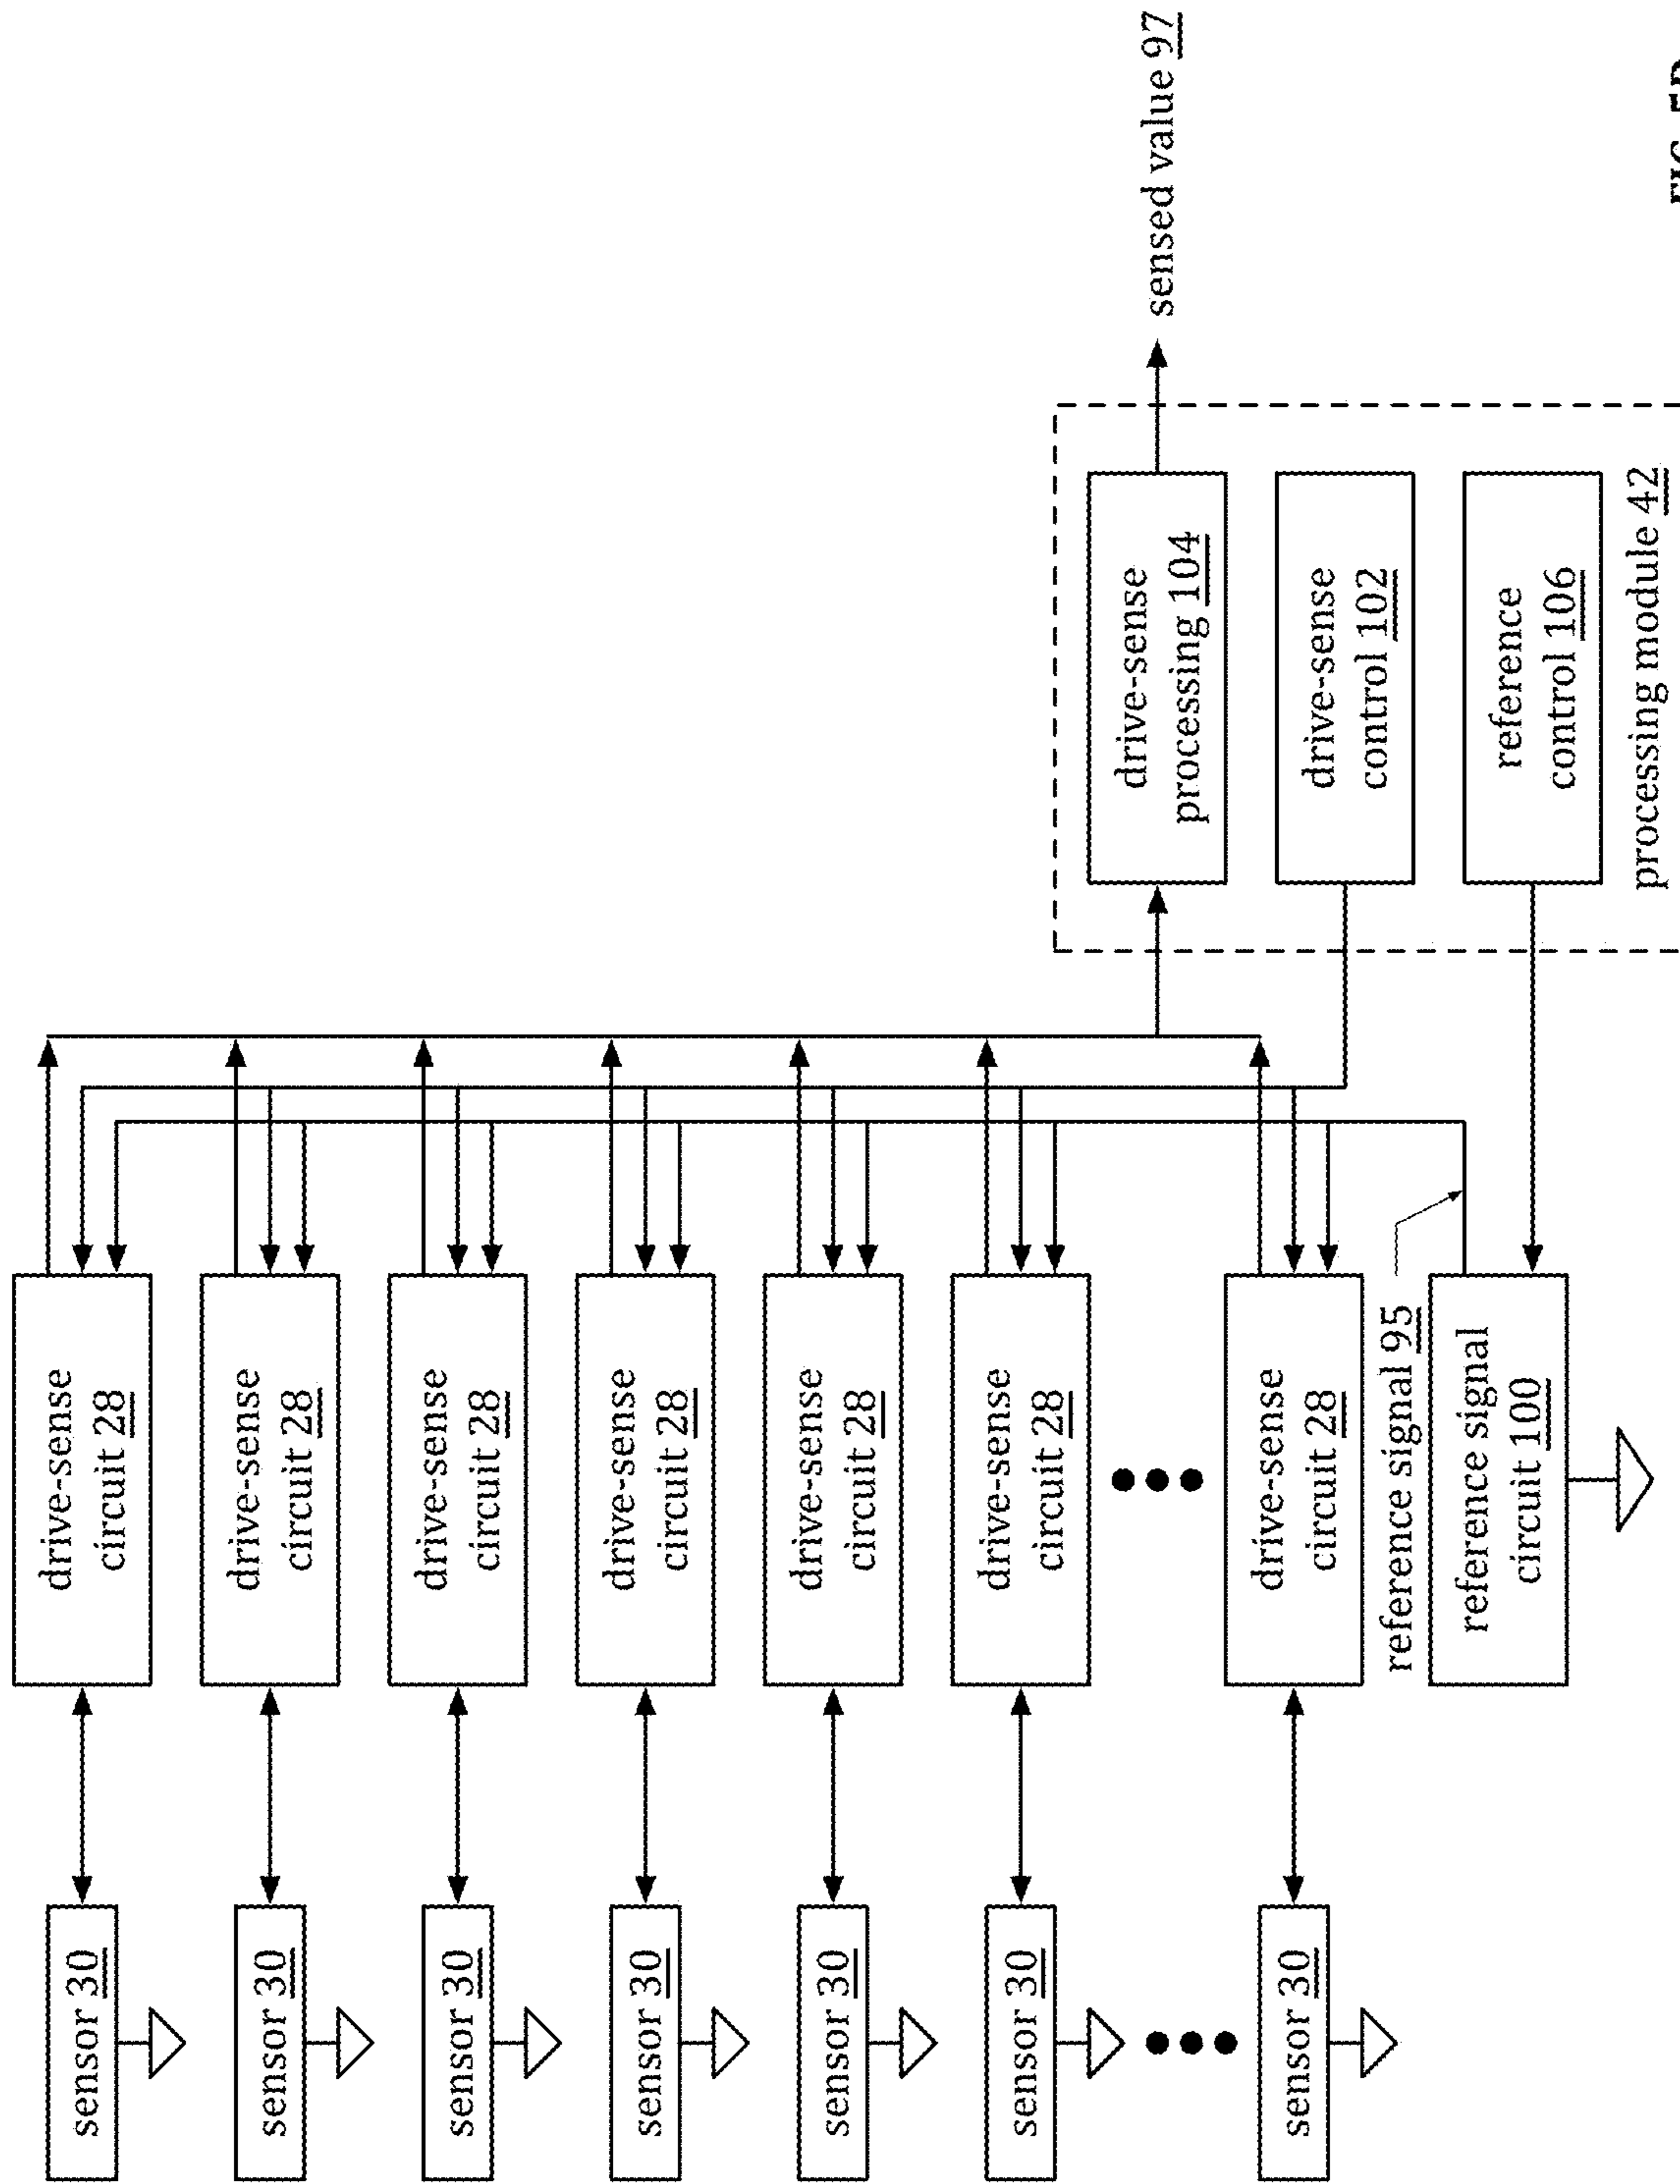 sensor 30
drive-sense
circuit 28
sensor 30
drive-sense
circuit 28
sensor 30
drive-sense
circuit 28
sensor 30
drive-sense
circuit 28
sensor 30
drive-sense
circuit 28
sensor 30
drive-sense
circuit 28
sensor 30
drive-sense
circuit 28
reference signal 95
reference signal
circuit 100
drive-sense
processing 104
sensed value 97
drive-sense
control 102
reference
control 106
processing module 42
FIG.